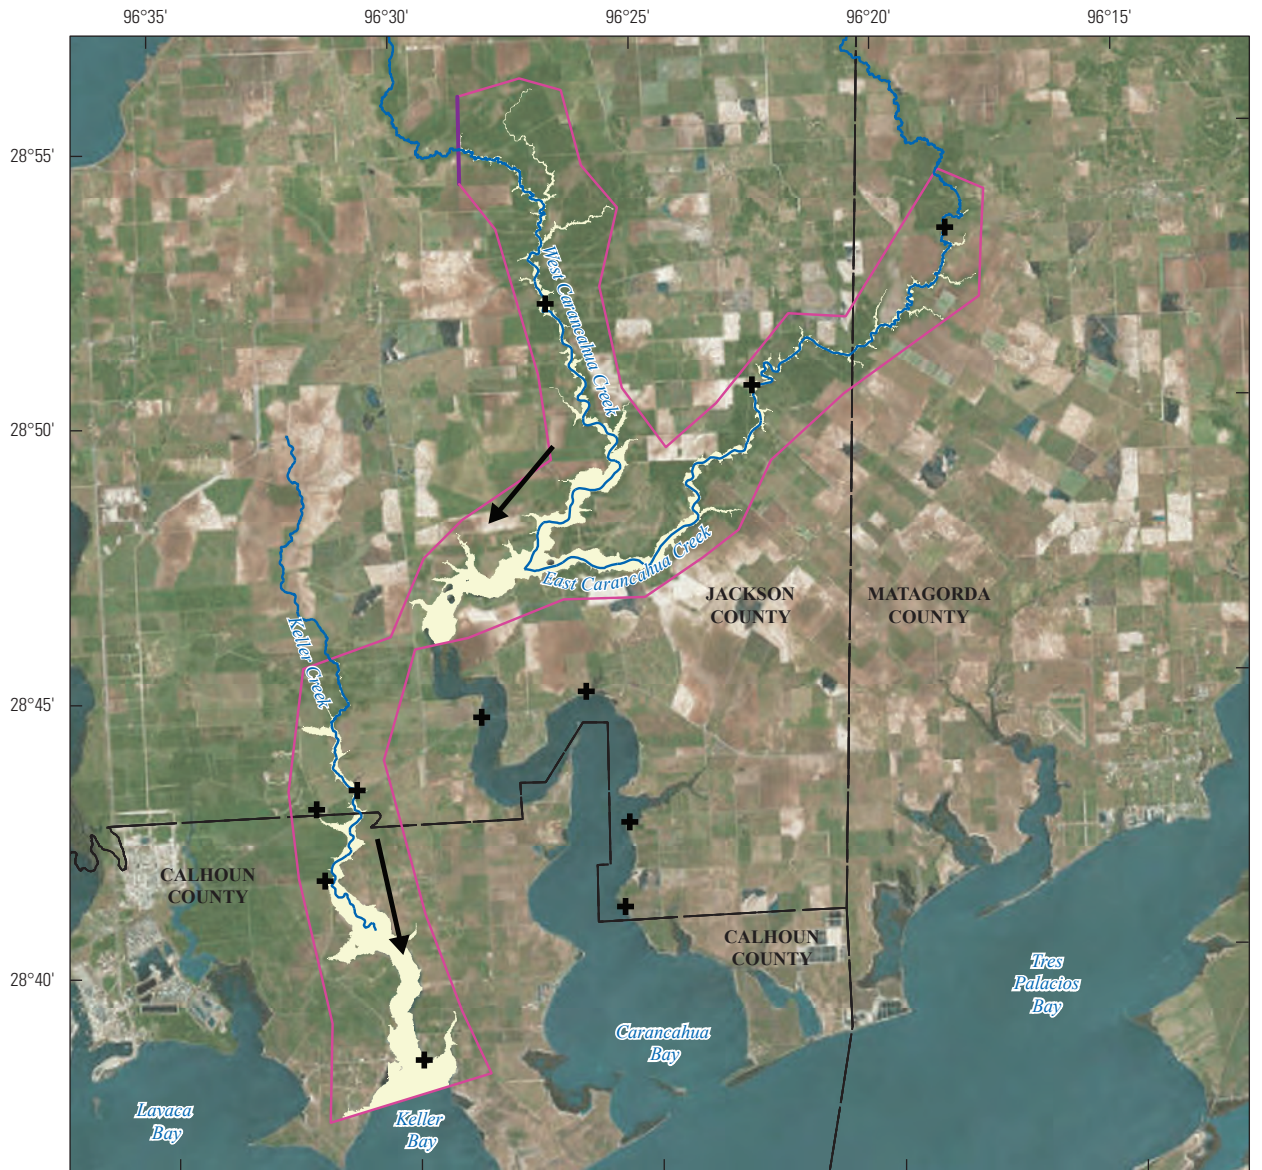 96°35'
96°30'
96°25'
96°20'
96°15'
28°55'
28°50'
28°45'
28°40'
West Carancahua Creek
East Carancahua Creek
Keller Creek
JACKSON
COUNTY
MATAGORDA
COUNTY
CALHOUN
COUNTY
CALHOUN
COUNTY
Tres
Palacios
Bay
Carancahua
Bay
Lavaca
Bay
Keller
Bay